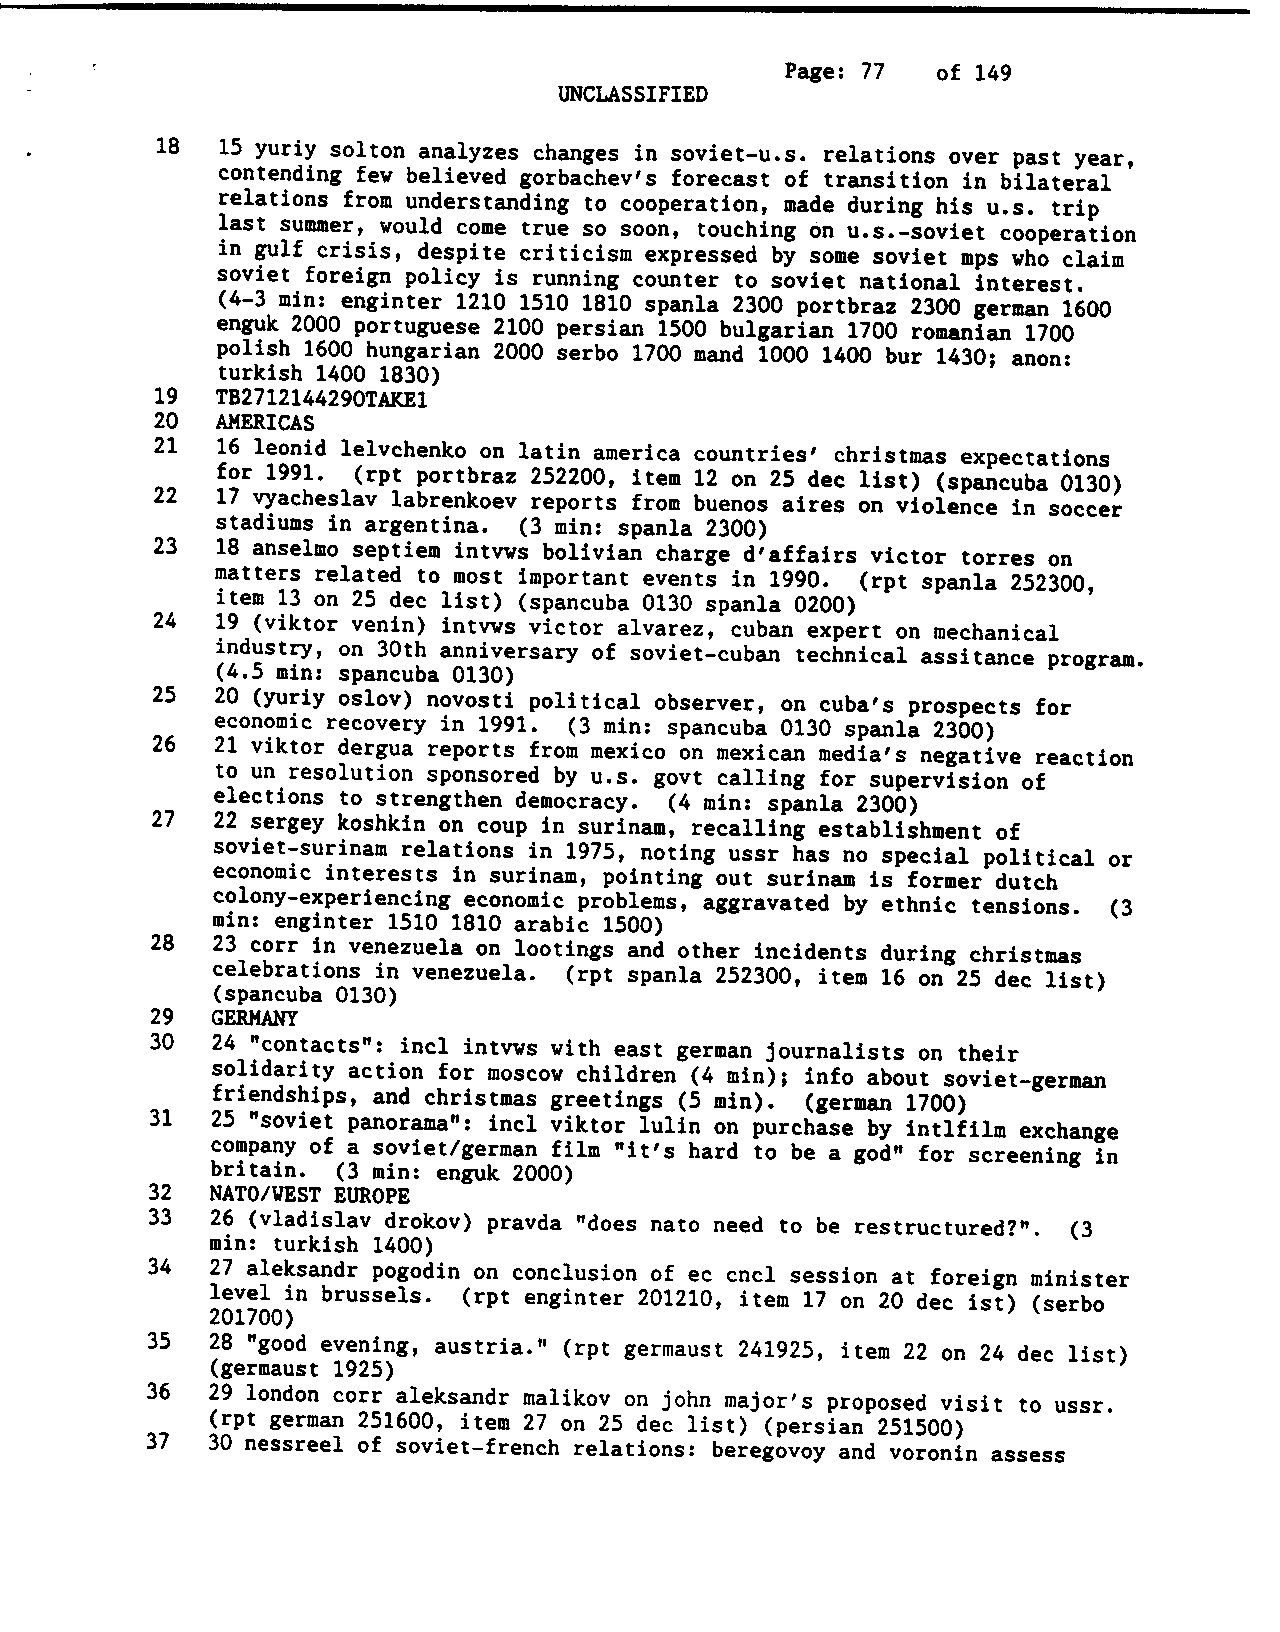 Page: 77 of 149
UNCLASSIFIED
18 15 yuriy solton analyzes changes in soviet-u.s. relations over past year,
contending few believed gorbachev's forecast of transition in bilateral
relations from understanding to cooperation, made during his u.s. trip
last summer, would come true so soon, touching on u.s.-soviet cooperation
in gulf crisis, despite criticism expressed by some soviet mps who claim
soviet foreign policy is running counter to soviet national interest.
(4-3 min: enginter 1210 1510 1810 spanla 2300 portbraz 2300 german 1600
enguk 2000 portuguese 2100 persian 1500 bulgarian 1700 romanian 1700
polish 1600 hungarian 2000 serbo 1700 mand 1000 1400 bur 1430; anon:
turkish 1400 1830)
19 TB2712144290TAKE1
20 AMERICAS
21 16 leonid lelvchenko on latin america countries' christmas expectations
for 1991. (rpt portbraz 252200, item 12 on 25 dec list) (spancuba 0130)
22 17 vyacheslav labrenkoev reports from buenos aires on violence in soccer
stadiums in argentina. (3 min: spanla 2300)
23 18 anselmo septiem intvws bolivian charge d'affairs victor torres on
matters related to most important events in 1990. (rpt spanla 252300,
item 13 on 25 dec list) (spancuba 0130 spanla 0200)
24 19 (viktor venin) intvws victor alvarez, cuban expert on mechanical
industry, on 30th anniversary of soviet-cuban technical assitance program.
(4.5 min: spancuba 0130)
25 20 (yuriy oslov) novosti political observer, on cuba's prospects for
economic recovery in 1991. (3 min: spancuba 0130 spanla 2300)
26 21 viktor dergua reports from mexico on mexican media's negative reaction
to un resolution sponsored by u.s. govt calling for supervision of
elections to strengthen democracy. (4 min: spanla 2300)
27 22 sergey koshkin on coup in surinam, recalling establishment of
soviet-surinam relations in 1975, noting ussr has no special political or
economic interests in surinam, pointing out surinam is former dutch
colony-experiencing economic problems, aggravated by ethnic tensions. (3
min: enginter 1510 1810 arabic 1500)
28 23 corr in venezuela on lootings and other incidents during christmas
celebrations in venezuela. (rpt spanla 252300, item 16 on 25 dec list)
(spancuba 0130)
29 GERMANY
30 24 "contacts": incl intvws with east german journalists on their
solidarity action for moscow children (4 min); info about soviet-german
friendships, and christmas greetings (5 min). (german 1700)
31 25 "soviet panorama": incl viktor lulin on purchase by intlfilm exchange
company of a soviet/german film "it's hard to be a god" for screening in
britain. (3 min: enguk 2000)
32 NATO/WEST EUROPE
33 26 (vladislav drokov) pravda "does nato need to be restructured?". (3
min: turkish 1400)
34 27 aleksandr pogodin on conclusion of ec cncl session at foreign minister
level in brussels. (rpt enginter 201210, item 17 on 20 dec ist) (serbo
201700)
35 28 "good evening, austria." (rpt germaust 241925, item 22 on 24 dec list)
(germaust 1925)
36 29 london corr aleksandr malikov on john major's proposed visit to ussr.
(rpt german 251600, item 27 on 25 dec list) (persian 251500)
37 30 nessreel of soviet-french relations: beregovoy and voronin assess